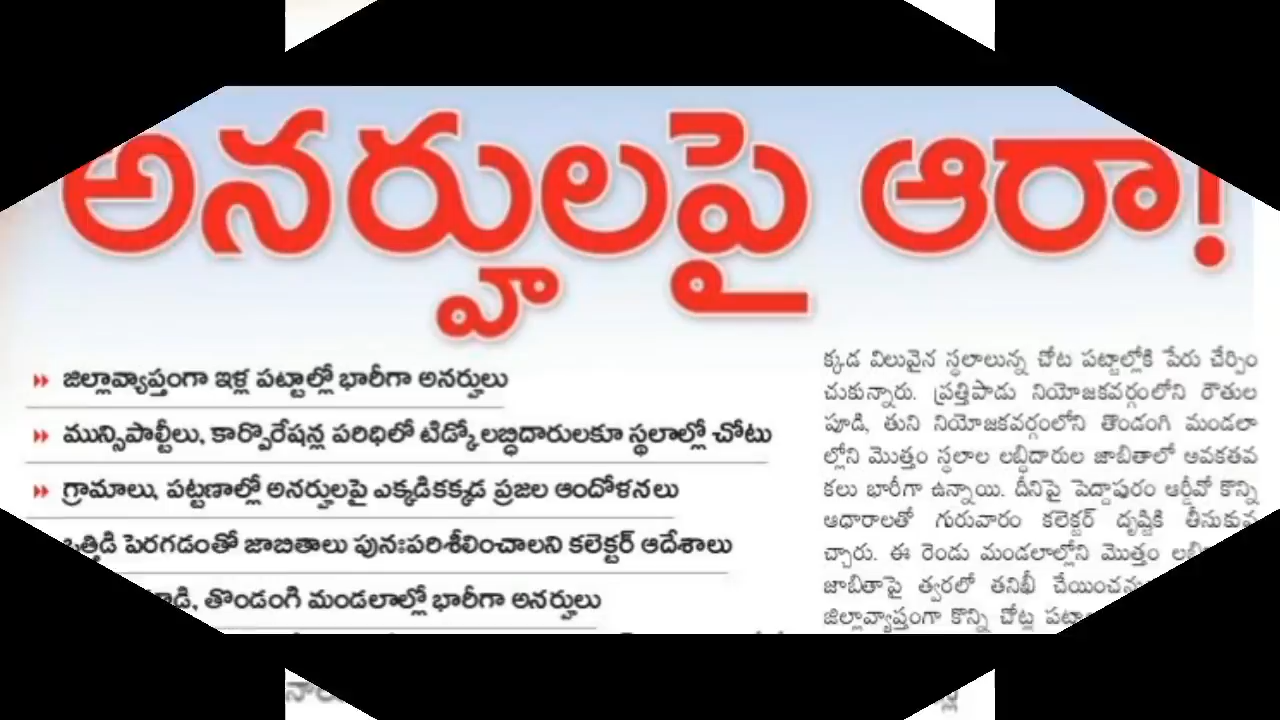 అనర్హులపై ఆరా!
జిల్లావ్యాప్తంగా ఇళ్ల పట్టాల్లో భారీగా అనర్హులు
మున్సిపాల్టీలు, కార్పొరేషన్ల పరిధిలో టిడ్కో లబ్ధిదారులకూ స్థలాల్లో చోటు
గ్రామాలు, పట్టణాల్లో అనర్హులపై ఎక్కడికక్కడ ప్రజల ఆందోళనలు
ఒత్తిడి పెరగడంతో జాబితాలు పునఃపరిశీలించాలని కలెక్టర్ ఆదేశాలు
తొండంగి మండలాల్లో భారీగా అనర్హులు
క్కడ విలువైన స్థలాలున్న చోట పట్టాల్లోకి పేరు చేర్పిం
చుకున్నారు. ప్రత్తిపాడు నియోజకవర్గంలోని రౌతుల
పూడి, తుని నియోజకవర్గంలోని తొండంగి మండలా
ల్లోని మొత్తం స్థలాల లబ్ధిదారుల జాబితాలో అవకతవ
కలు భారీగా ఉన్నాయి. దీనిపై పెద్దాపురం ఆర్డీవో కొన్ని
ఆధారాలతో గురువారం కలెక్టర్ దృష్టికి తీసుకువ
చ్చారు. ఈ రెండు మండలాల్లోని మొత్తం
జాబితాపై త్వరలో తనిఖీ
జిల్లావ్యాప్తంగా కొన్ని చోట్ల